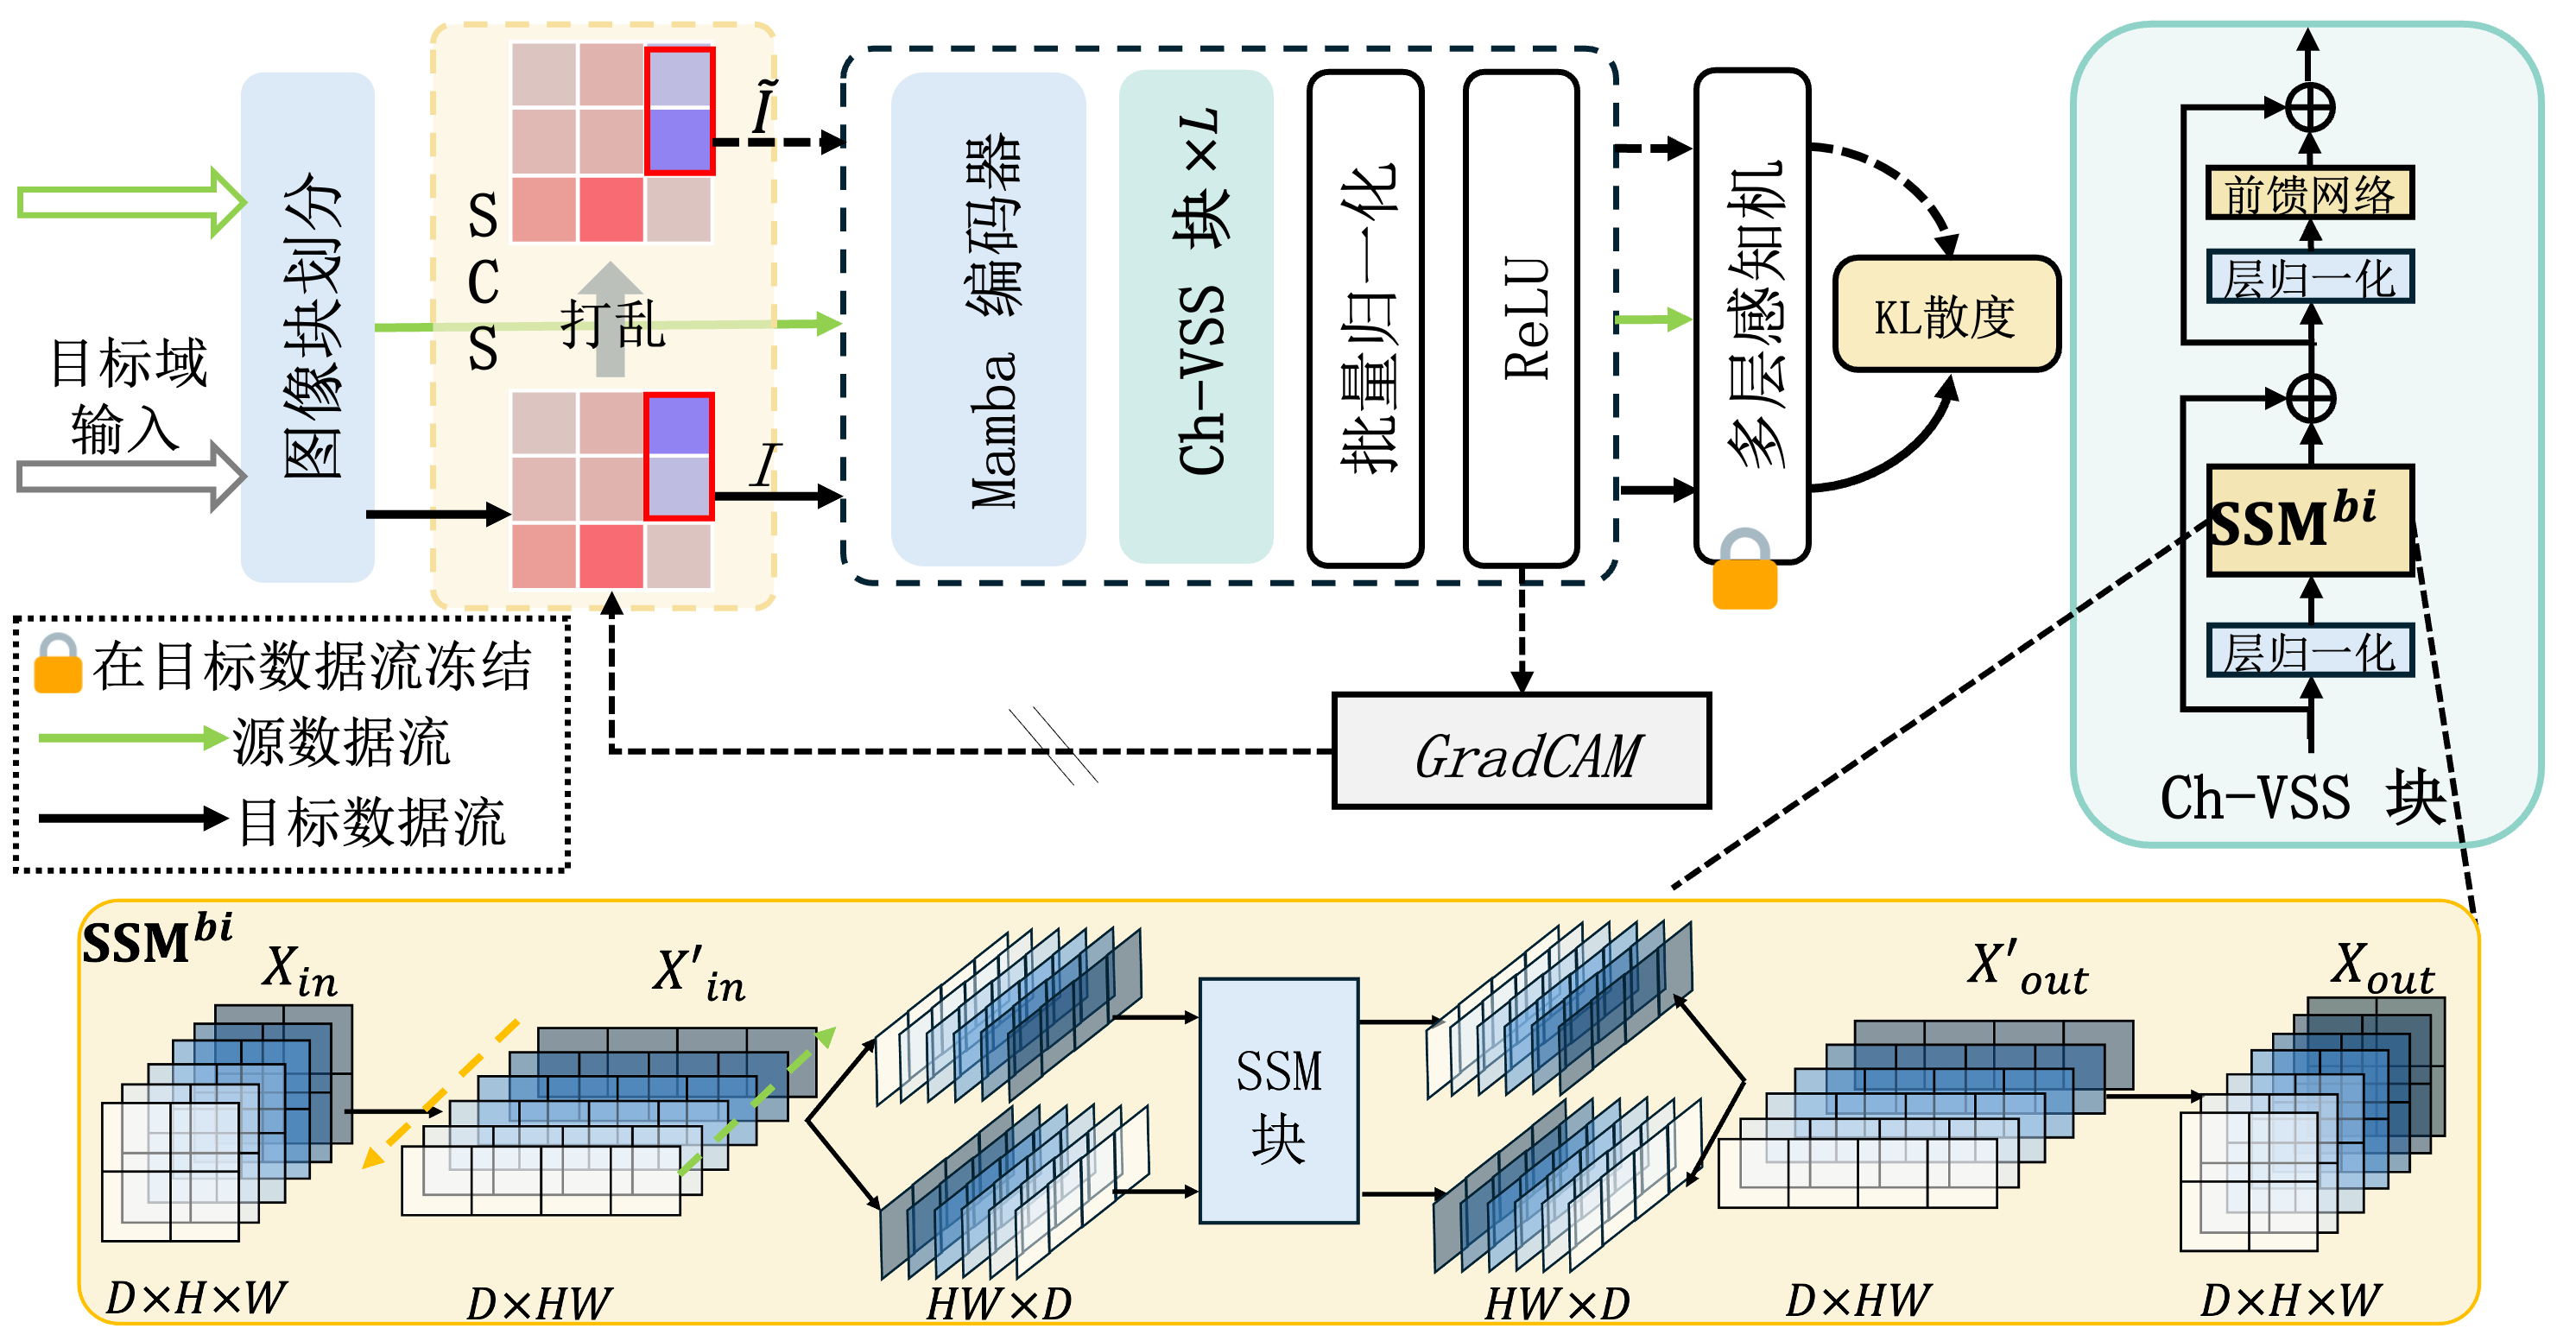 目标域
输入
图像块划分
S
C
S
打乱
Ĩ
I
Mamba 编码器
Ch-VSS 块×L
批量归一化
ReLU
多层感知机
KL散度
GradCAM
在目标数据流冻结
源数据流
目标数据流
前馈网络
层归一化
SSM^bi
层归一化
Ch-VSS 块
SSM^bi
X_in
X'_in
SSM
块
X'_out
X_out
D×H×W
D×HW
HW×D
HW×D
D×HW
D×H×W